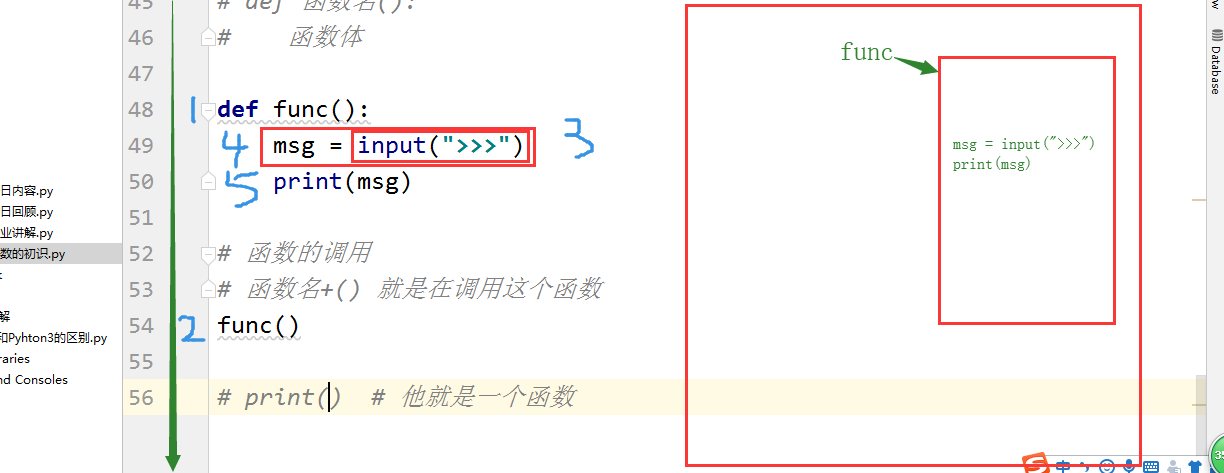 45 # def 函数名():
46 #    函数体
47
48 1 def func():
49 4 msg = input(">>>") 3
50 5 print(msg)
51
52 # 函数的调用
53 # 函数名+() 就是在调用这个函数
54 2 func()
55
56 # print()  # 他就是一个函数
func
msg = input(">>>")
print(msg)
日内容.py
日回顾.py
业讲解.py
数的初识.py
解
和Pyhton3的区别.py
raries
nd Consoles
Database
中